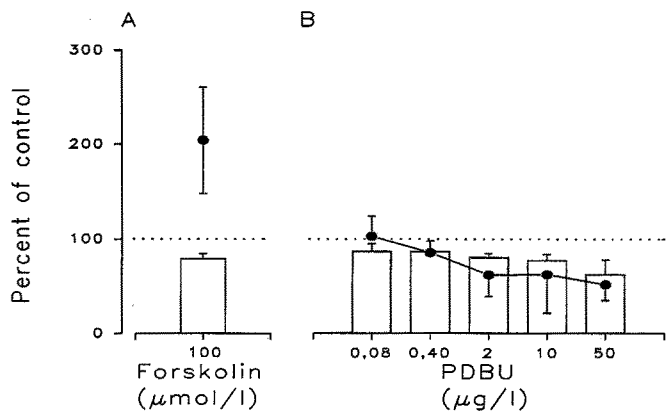 A B
Percent of control
300
200
100
0
100
0,08 0,40 2 10 50
Forskolin
(μmol/l)
PDBU
(μg/l)